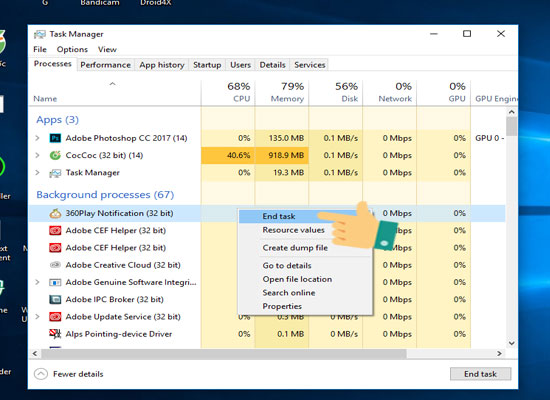 G Bandicam Droid4X
Task Manager
File Options View
Processes Performance App history Startup Users Details Services
68% 79% 56% 0% 0%
Name CPU Memory Disk Network GPU GPU Engin
Apps (3)
Adobe Photoshop CC 2017 (14) 0% 135.0 MB 0.1 MB/s 0 Mbps 0% GPU 0 -
CocCoc (32 bit) (14) 40.6% 918.9 MB 0.1 MB/s 0 Mbps 0%
Task Manager 0% 19.3 MB 0.1 MB/s 0 Mbps 0%
Background processes (67)
360Play Notification (32 bit) 0 Mbps 0%
End task
Adobe CEF Helper (32 bit) Mbps 0%
Resource values
Adobe CEF Helper (32 bit) 0 Mbps 0%
Create dump file
Adobe Creative Cloud (32 bit) 0 Mbps 0%
Go to details
Adobe Genuine Software Integri... 0 Mbps 0%
Open file location
Adobe IPC Broker (32 bit) 0 Mbps 0%
Search online
Properties
Adobe Update Service (32 bit) 0% 0.3 MB 0.1 MB/s 0 Mbps 0%
Alps Pointing-device Driver 0% 0.1 MB 0.1 MB/s 0 Mbps 0%
Fewer details End task